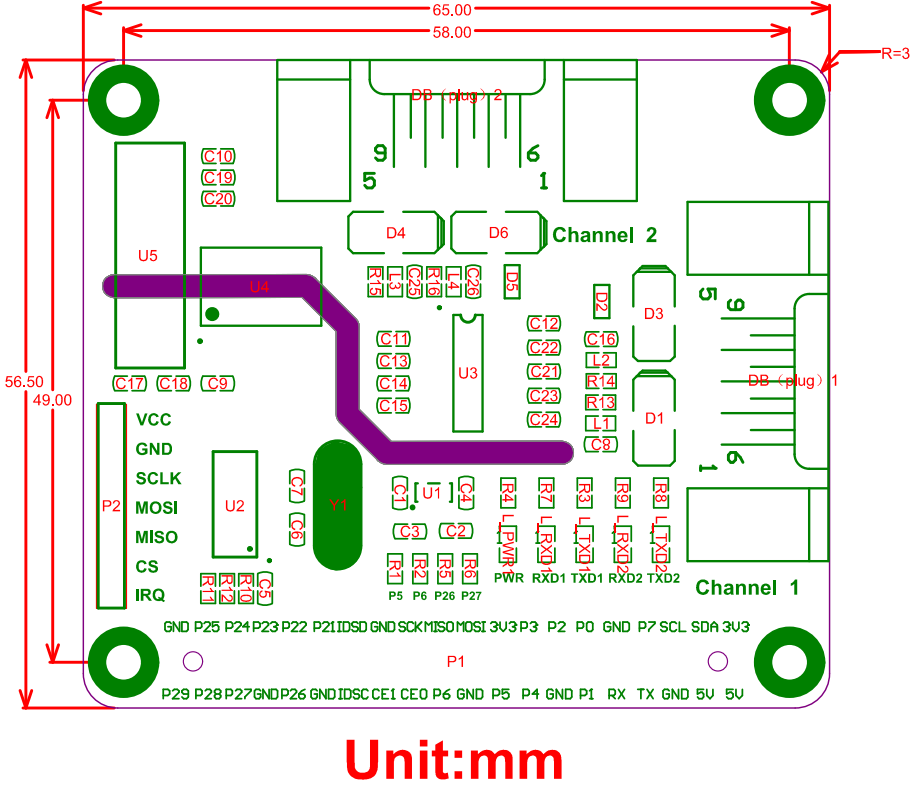 65.00
58.00
R=3
DB（plug）2
9 6
5 1
C10
C19
C20
U5
D4 D6 Channel 2
R15 L3 C25 R16 L4 C26 D5
U4
D2
D3
5 9
C11
C13
C14
C15
U3
C12
C22
C21
C23
C24
C16
L2
R14
R13
L1
C8
D1
DB（plug）1
1 6
56.50
49.00
C17 C18 C9
P2
VCC
GND
SCLK
MOSI
MISO
CS
IRQ
U2
C7
C6
Y1
C1 U1 C4
C3 C2
R4 R7 R3 R9 R8
L_PWR1 L_RXD1 L_TXD1 L_RXD2 L_TXD2
R1 R2 R5 R6
PWR RXD1 TXD1 RXD2 TXD2
P5 P6 P26 P27
R11 R12 R10 C5
Channel 1
GND P25 P24 P23 P22 P21 IDSD GND SCK MISO MOSI 3V3 P3 P2 P0 GND P7 SCL SDA 3V3
P1
P29 P28 P27 GND P26 GND IDSC CE1 CE0 P6 GND P5 P4 GND P1 RX TX GND 5V 5V
Unit:mm